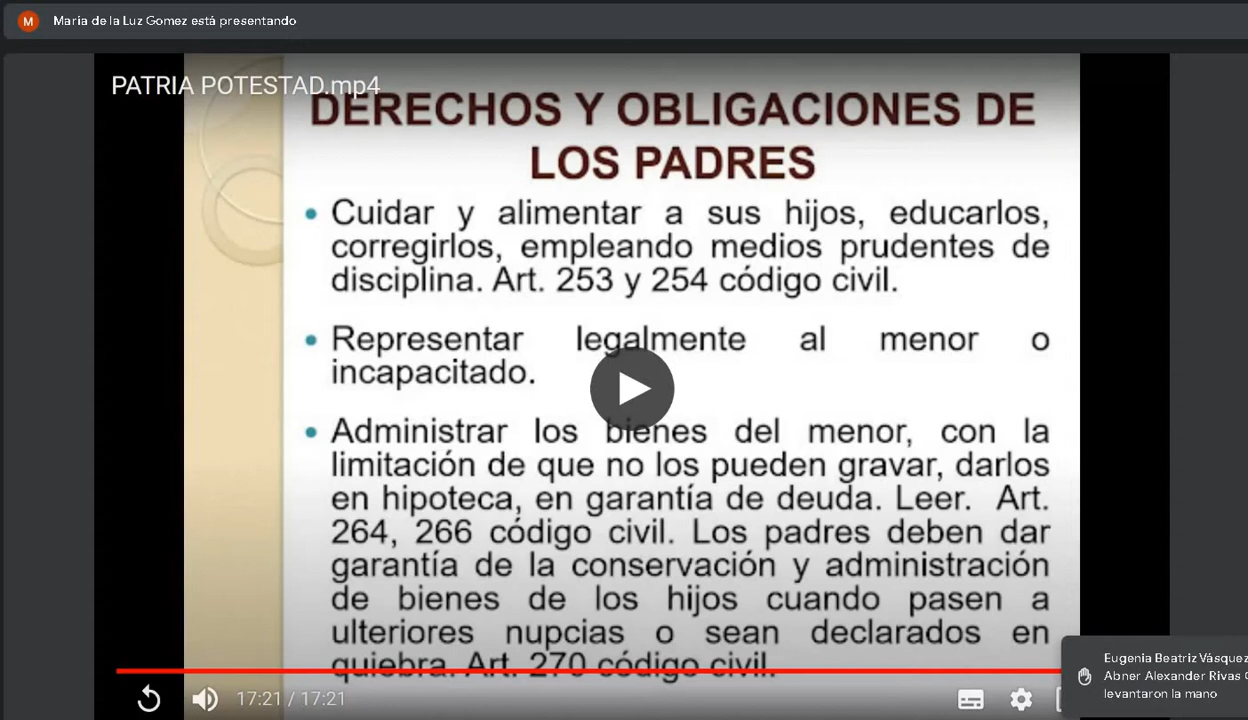 M
Maria de la Luz Gomez está presentando
PATRIA POTESTAD.mp4
DERECHOS Y OBLIGACIONES DE
LOS PADRES
• Cuidar y alimentar a sus hijos, educarlos,
corregirlos, empleando medios prudentes de
disciplina. Art. 253 y 254 código civil.
• Representar legalmente al menor o
incapacitado.
• Administrar los bienes del menor, con la
limitación de que no los pueden gravar, darlos
en hipoteca, en garantía de deuda. Leer. Art.
264, 266 código civil. Los padres deben dar
garantía de la conservación y administración
de bienes de los hijos cuando pasen a
ulteriores nupcias o sean declarados en
quiebra. Art. 270 código civil.
17:21 / 17:21
Eugenia Beatriz Vásquez
Abner Alexander Rivas
levantaron la mano